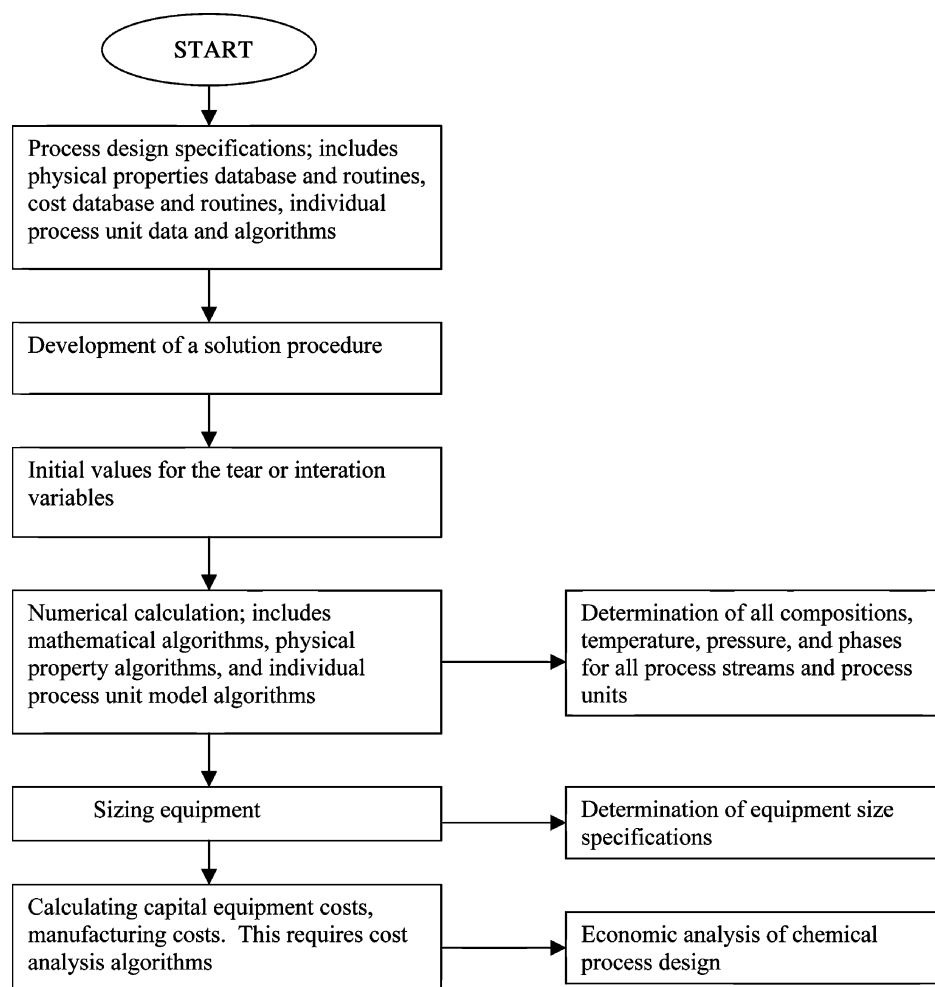 START
Process design specifications; includes
physical properties database and routines,
cost database and routines, individual
process unit data and algorithms
Development of a solution procedure
Initial values for the tear or interation
variables
Numerical calculation; includes
mathematical algorithms, physical
property algorithms, and individual
process unit model algorithms
Determination of all compositions,
temperature, pressure, and phases
for all process streams and process
units
Sizing equipment
Determination of equipment size
specifications
Calculating capital equipment costs,
manufacturing costs.  This requires cost
analysis algorithms
Economic analysis of chemical
process design